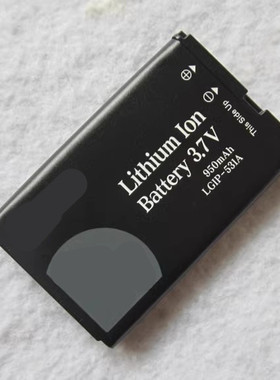 This Side Up
Lithium Ion
Battery 3.7V
950mAh
LGIP-531A